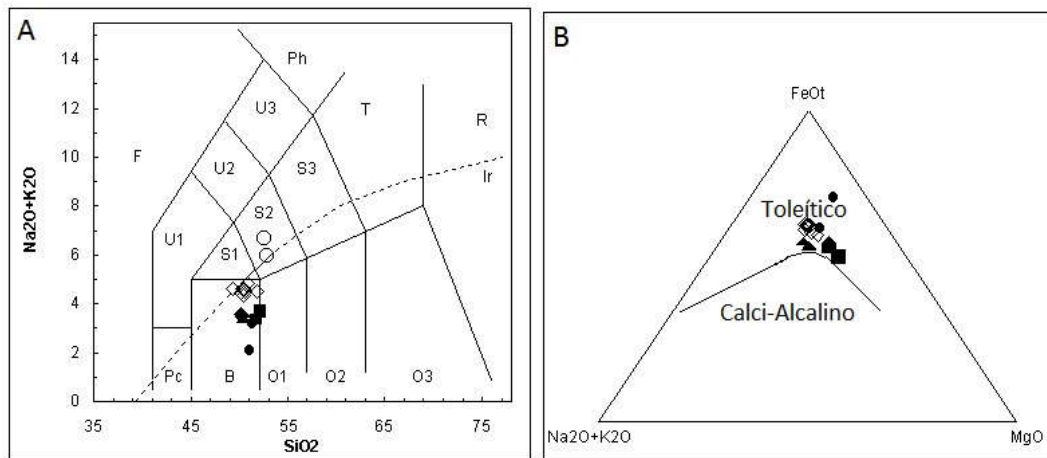 A
14
12
10
8
6
4
2
0
Na2O+K2O
35
45
55
65
75
SiO2
F
Ph
U3
T
R
U2
S3
Ir
S2
U1
S1
Pc
B
O1
O2
O3
B
FeOt
Toleítico
Calci-Alcalino
Na2O+K2O
MgO